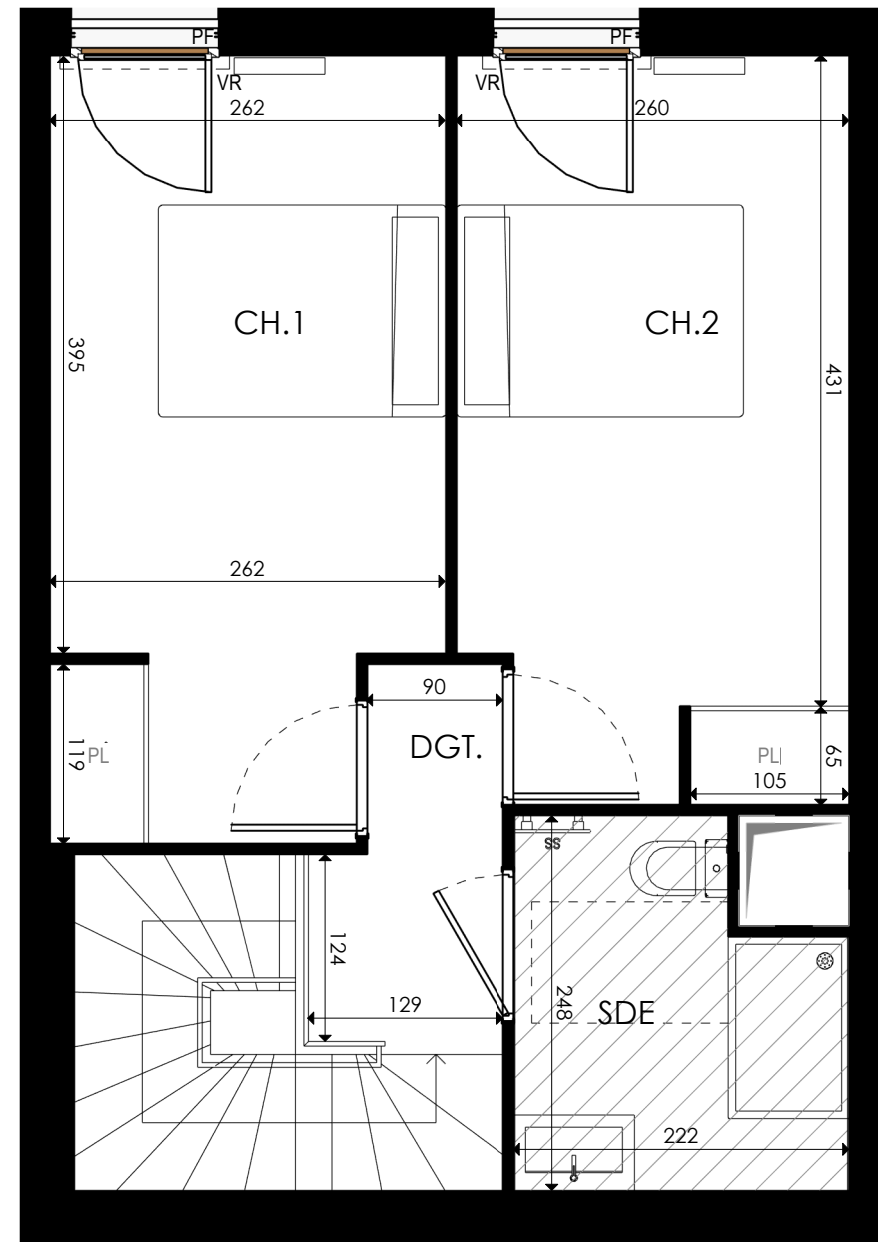 PF
PF
VR
VR
262
260
CH.1
CH.2
395
431
262
90
DGT.
119
PL
PL
65
105
SS
124
129
248
SDE
222